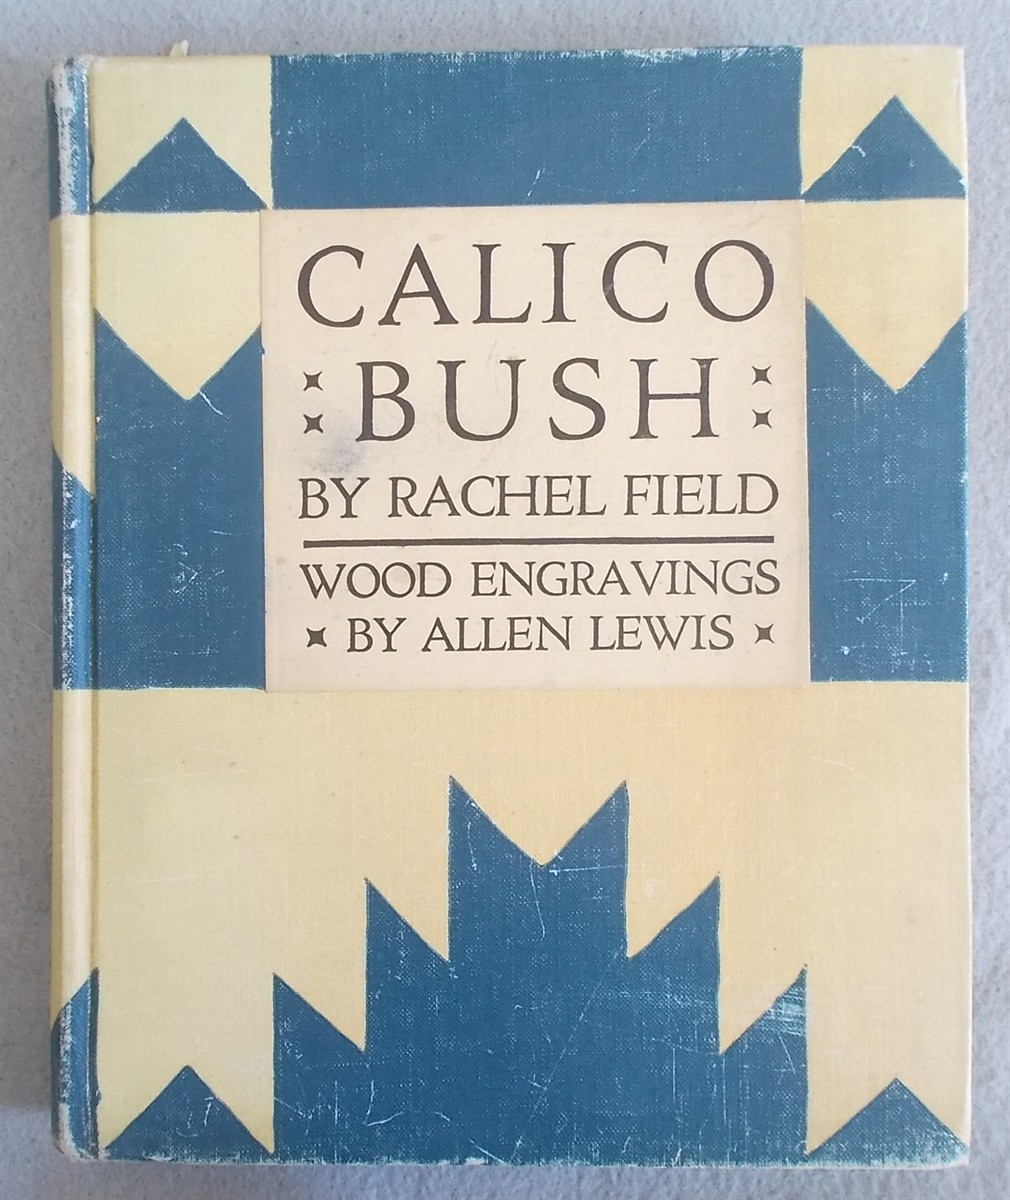 CALICO
BUSH
BY RACHEL FIELD
WOOD ENGRAVINGS
BY ALLEN LEWIS